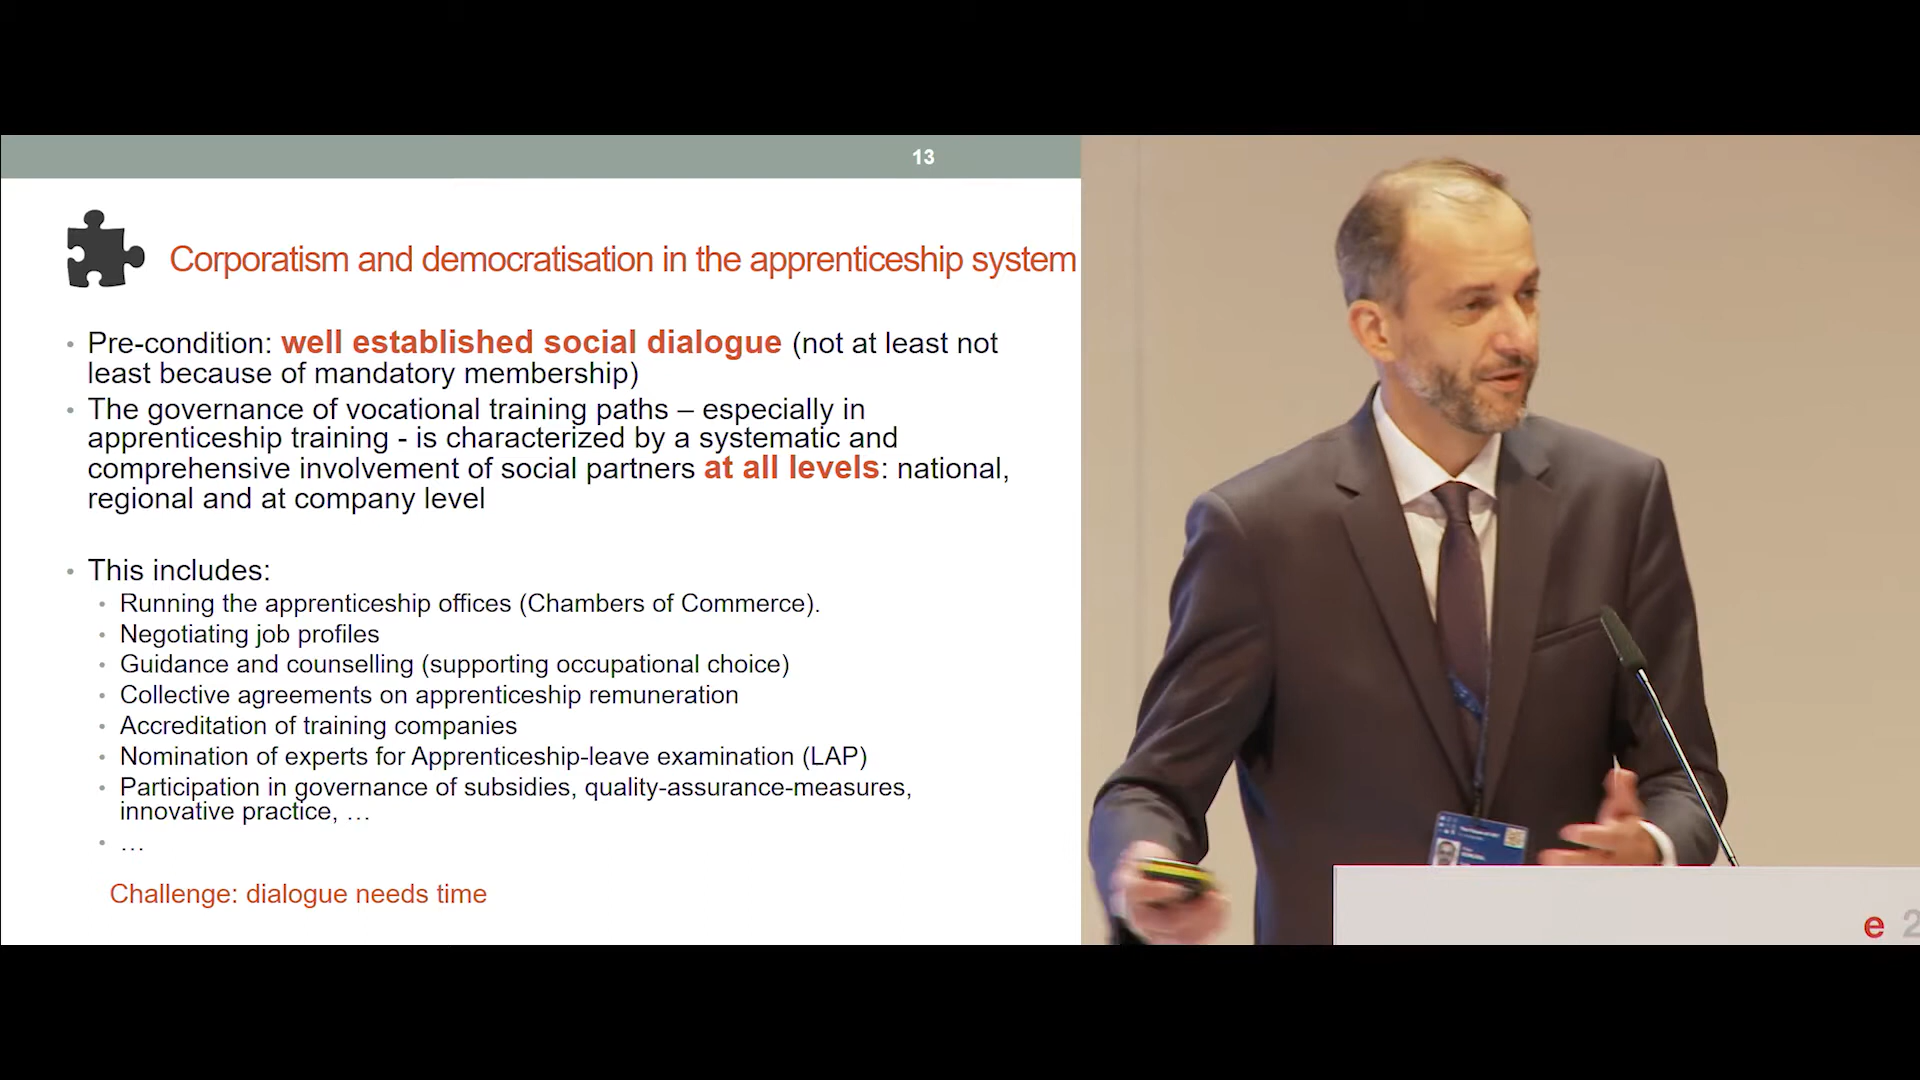 13
Corporatism and democratisation in the apprenticeship system
• Pre-condition: well established social dialogue (not at least not
least because of mandatory membership)
• The governance of vocational training paths – especially in
apprenticeship training - is characterized by a systematic and
comprehensive involvement of social partners at all levels: national,
regional and at company level
• This includes:
• Running the apprenticeship offices (Chambers of Commerce).
• Negotiating job profiles
• Guidance and counselling (supporting occupational choice)
• Collective agreements on apprenticeship remuneration
• Accreditation of training companies
• Nomination of experts for Apprenticeship-leave examination (LAP)
• Participation in governance of subsidies, quality-assurance-measures,
innovative practice, …
• …
Challenge: dialogue needs time
e 2